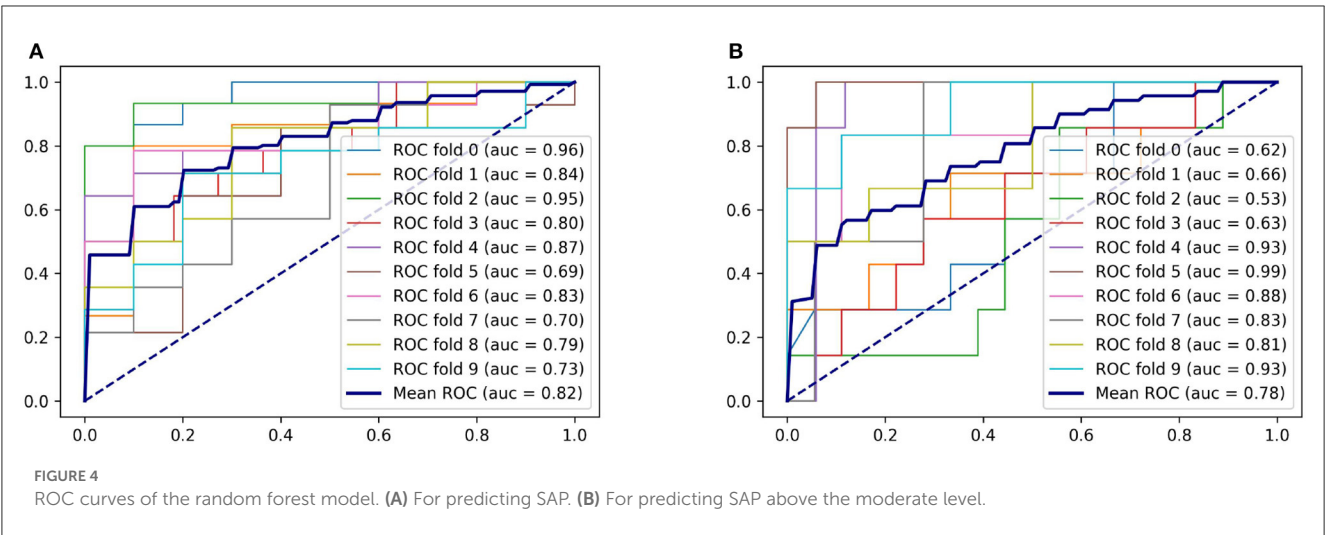 A
1.0
0.8
0.6
0.4
0.2
0.0
0.0 0.2 0.4 0.6 0.8 1.0
ROC fold 0 (auc = 0.96)
ROC fold 1 (auc = 0.84)
ROC fold 2 (auc = 0.95)
ROC fold 3 (auc = 0.80)
ROC fold 4 (auc = 0.87)
ROC fold 5 (auc = 0.69)
ROC fold 6 (auc = 0.83)
ROC fold 7 (auc = 0.70)
ROC fold 8 (auc = 0.79)
ROC fold 9 (auc = 0.73)
Mean ROC (auc = 0.82)
B
1.0
0.8
0.6
0.4
0.2
0.0
0.0 0.2 0.4 0.6 0.8 1.0
ROC fold 0 (auc = 0.62)
ROC fold 1 (auc = 0.66)
ROC fold 2 (auc = 0.53)
ROC fold 3 (auc = 0.63)
ROC fold 4 (auc = 0.93)
ROC fold 5 (auc = 0.99)
ROC fold 6 (auc = 0.88)
ROC fold 7 (auc = 0.83)
ROC fold 8 (auc = 0.81)
ROC fold 9 (auc = 0.93)
Mean ROC (auc = 0.78)
FIGURE 4
ROC curves of the random forest model. (A) For predicting SAP. (B) For predicting SAP above the moderate level.